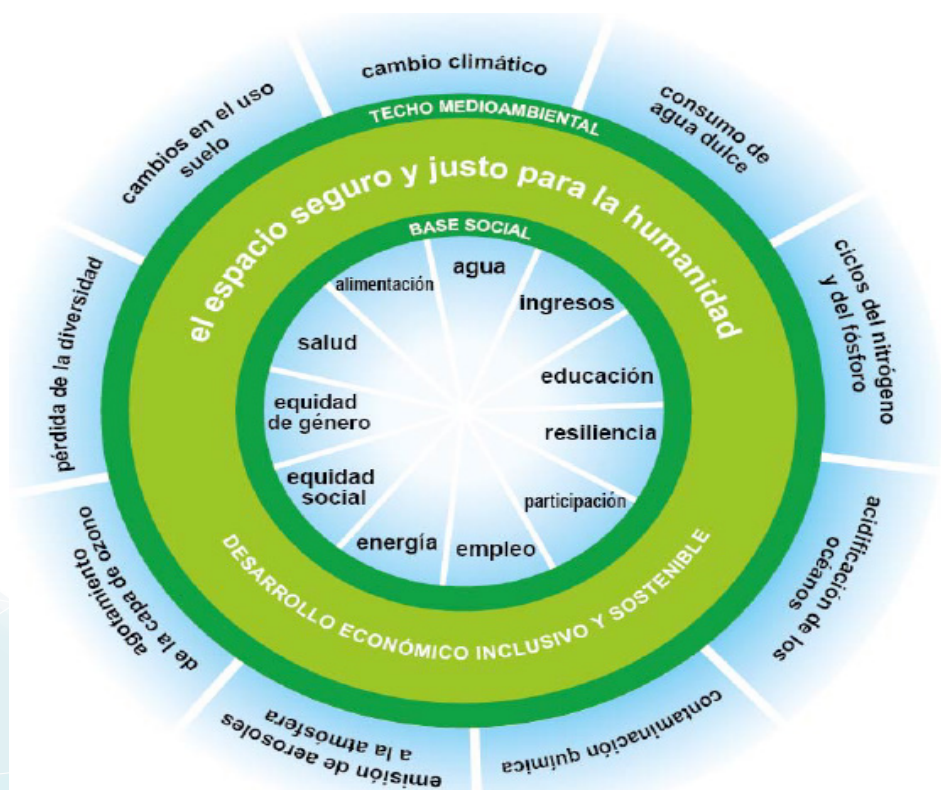 cambio climático
consumo de
agua dulce
ciclos del nitrógeno
y del fósforo
acidificación de los
océanos
contaminación química
emisión de aerosoles
a la atmósfera
agotamiento
de la capa de ozono
pérdida de la diversidad
cambios en el uso
suelo
TECHO MEDIOAMBIENTAL
el espacio seguro y justo para la humanidad
BASE SOCIAL
agua
ingresos
educación
resiliencia
participación
empleo
energía
equidad
social
equidad
de género
salud
alimentación
DESARROLLO ECONÓMICO INCLUSIVO Y SOSTENIBLE